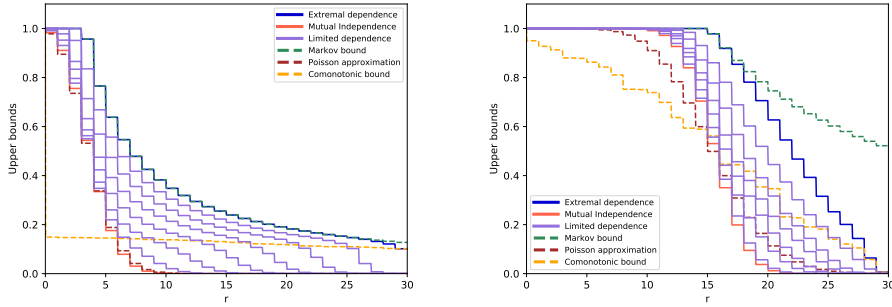 Upper bounds
1.0
0.8
0.6
0.4
0.2
0.0
0
5
10
15
20
25
30
r
Extremal dependence
Mutual Independence
Limited dependence
Markov bound
Poisson approximation
Comonotonic bound
Upper bounds
1.0
0.8
0.6
0.4
0.2
0.0
0
5
10
15
20
25
30
r
Extremal dependence
Mutual Independence
Limited dependence
Markov bound
Poisson approximation
Comonotonic bound